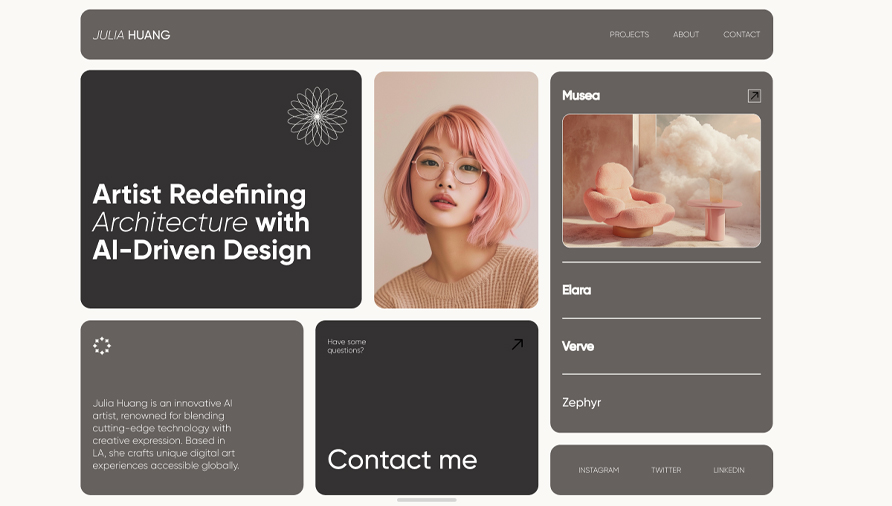 JULIA HUANG
PROJECTS
ABOUT
CONTACT
Artist Redefining
Architecture with
AI-Driven Design
Musea
Elara
Verve
Zephyr
Julia Huang is an innovative AI
artist, renowned for blending
cutting-edge technology with
creative expression. Based in
LA, she crafts unique digital art
experiences accessible globally.
Have some
questions?
Contact me
INSTAGRAM
TWITTER
LINKEDIN